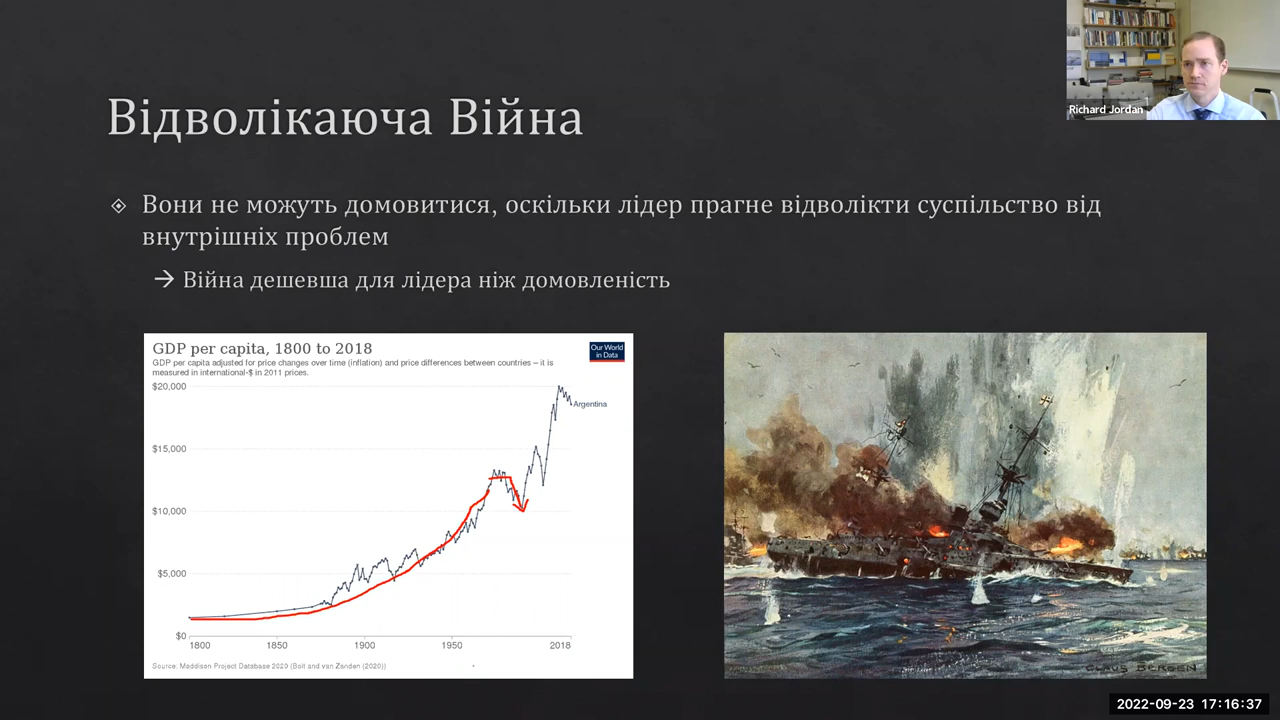 Richard Jordan
Відволікаюча Війна
Вони не можуть домовитися, оскільки лідер прагне відволікти суспільство від
внутрішніх проблем
→ Війна дешевша для лідера ніж домовленість
GDP per capita, 1800 to 2018
GDP per capita adjusted for price changes over time (inflation) and price differences between countries – it is
measured in international-$ in 2011 prices.
Our World
in Data
$20,000
Argentina
$15,000
$10,000
$5,000
$0
1800 1850 1900 1950 2018
Source: Maddison Project Database 2020 (Bolt and van Zanden (2020))
CLAUS BERGEN
2022-09-23 17:16:37